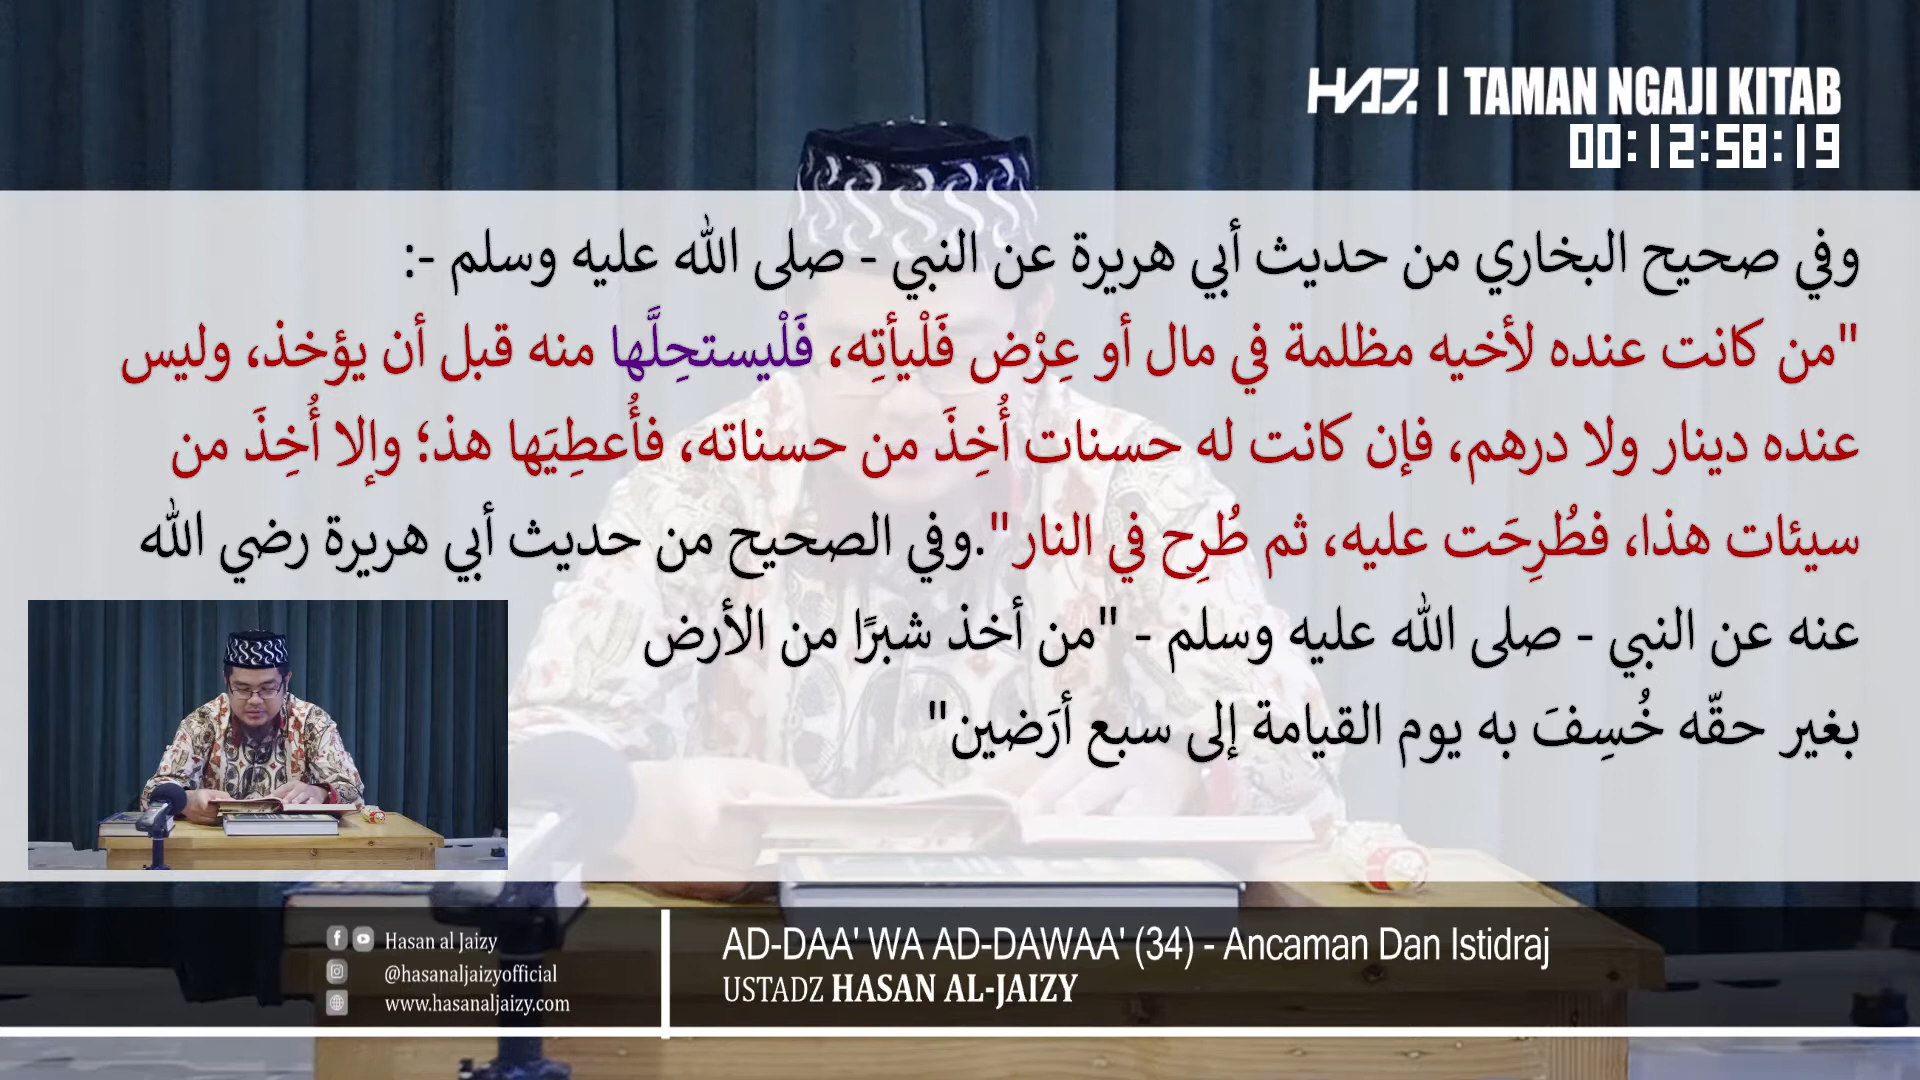 HAZ | TAMAN NGAJI KITAB
00:12:58:19
وفي صحيح البخاري من حديث أبي هريرة عن النبي - صلى الله عليه وسلم -:
"من كانت عنده لأخيه مظلمة في مال أو عِرْض فَلْيأتِه، فَلْيستحِلَّها منه قبل أن يؤخذ، وليس
عنده دينار ولا درهم، فإن كانت له حسنات أُخِذَ من حسناته، فأُعطِيَها هذ؛ وإلا أُخِذَ من
سيئات هذا، فطُرِحَت عليه، ثم طُرِح في النار".وفي الصحيح من حديث أبي هريرة رضي الله
عنه عن النبي - صلى الله عليه وسلم - "من أخذ شبرًا من الأرض
بغير حقّه خُسِفَ به يوم القيامة إلى سبع أرَضين"
Hasan al Jaizy
@hasanaljaizyofficial
www.hasanaljaizy.com
AD-DAA' WA AD-DAWAA' (34) - Ancaman Dan Istidraj
USTADZ HASAN AL-JAIZY